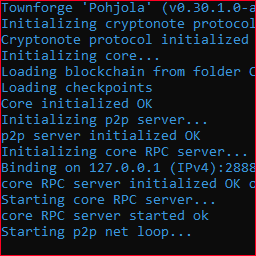 Townforge 'Pohjola' (v0.30.1.0-a
Initializing cryptonote protocol
Cryptonote protocol initialized
Initializing core...
Loading blockchain from folder C
Loading checkpoints
Core initialized OK
Initializing p2p server...
p2p server initialized OK
Initializing core RPC server...
Binding on 127.0.0.1 (IPv4):2888
core RPC server initialized OK o
Starting core RPC server...
core RPC server started ok
Starting p2p net loop...